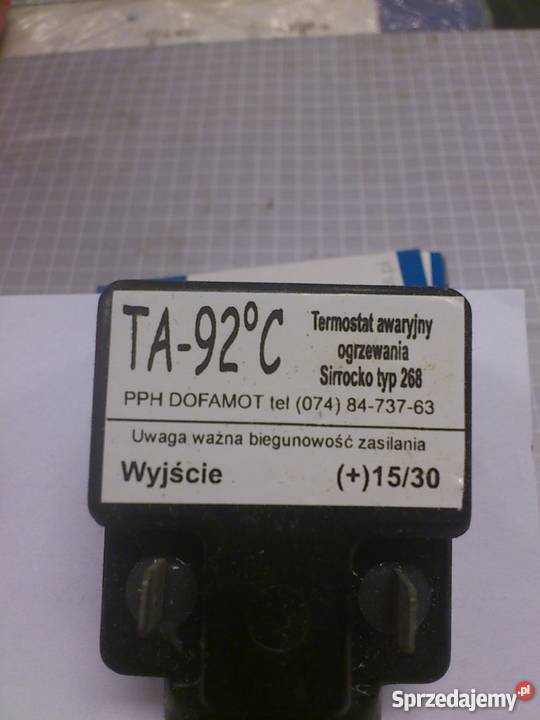 TA-92°C
Termostat awaryjny
ogrzewania
Sirrocko typ 268
PPH DOFAMOT tel (074) 84-737-63
Uwaga ważna biegunowość zasilania
Wyjście (+)15/30
Sprzedajemy.pl